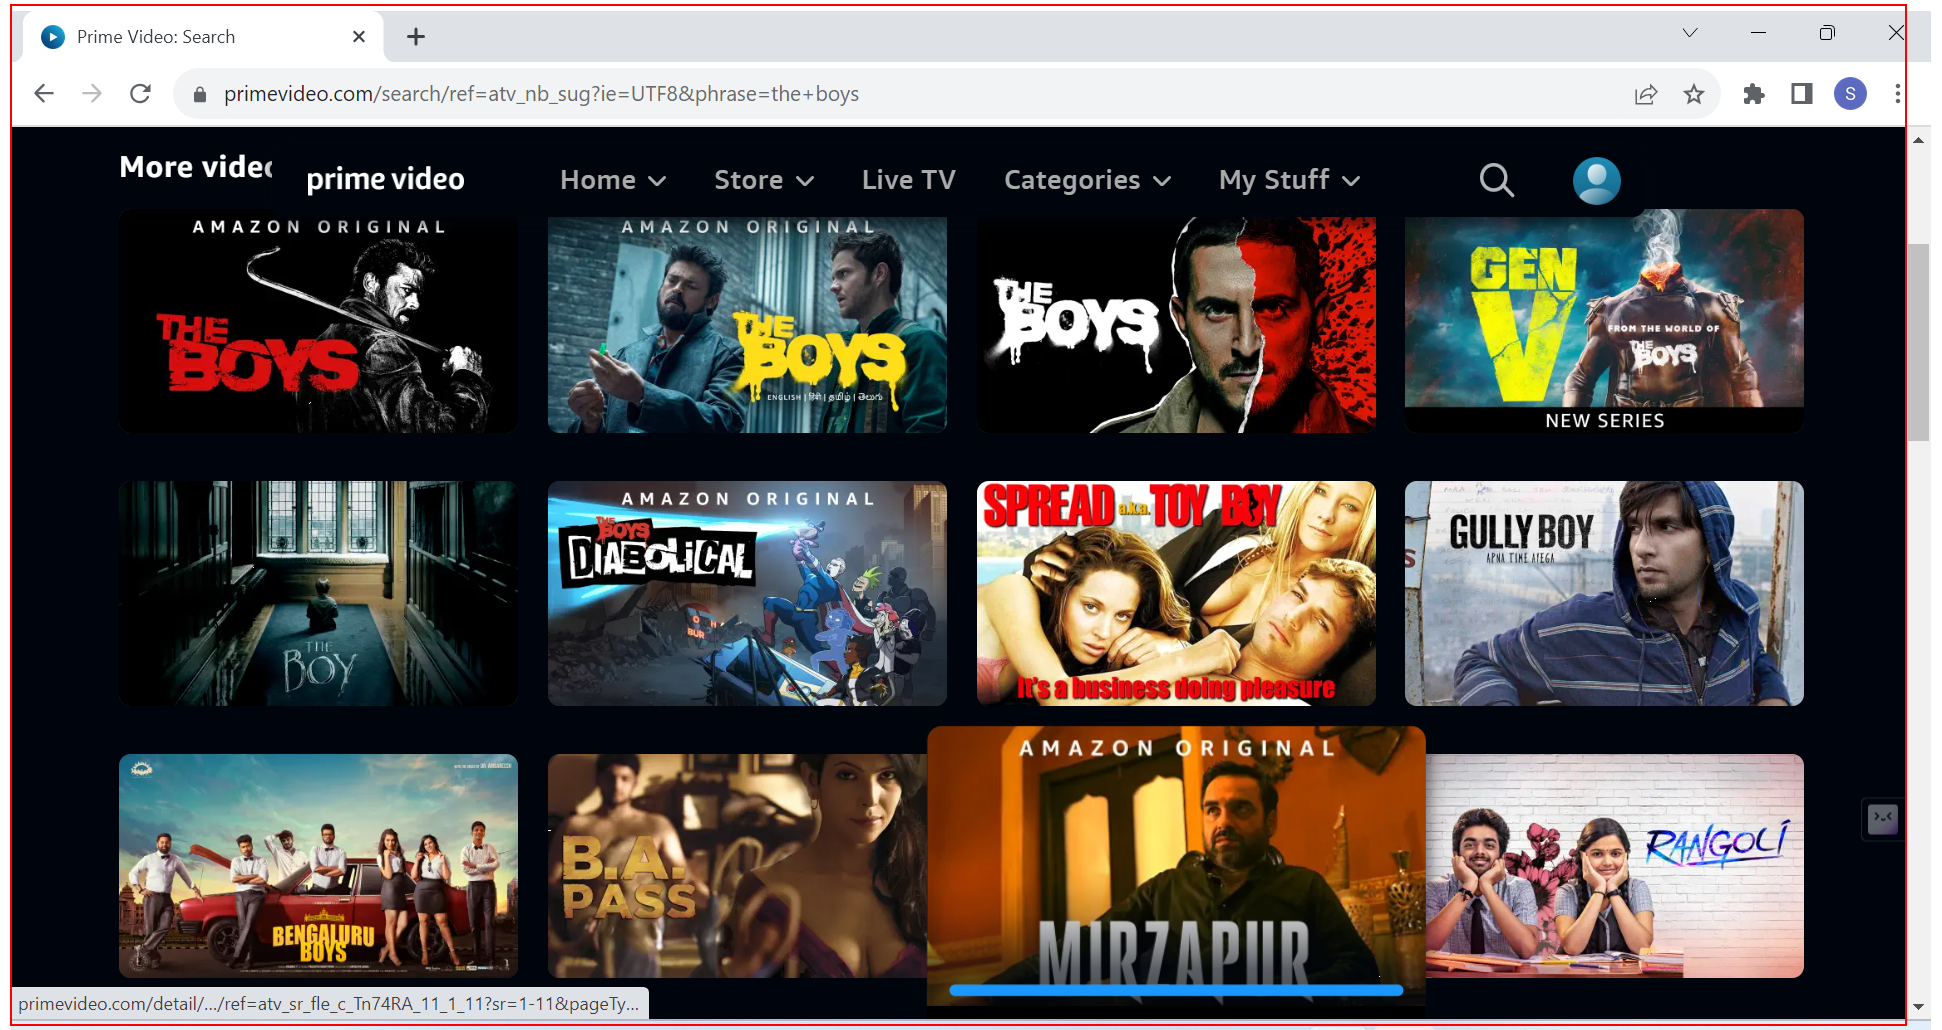 Prime Video: Search
primevideo.com/search/ref=atv_nb_sug?ie=UTF8&phrase=the+boys
S
More video
prime video
Home
Store
Live TV
Categories
My Stuff
AMAZON ORIGINAL
THE
BOYS
AMAZON ORIGINAL
THE
BOYS
ENGLISH | हिंदी | தமிழ் | తెలుగు
THE
BOYS
GEN
V
FROM THE WORLD OF
THE
BOYS
NEW SERIES
THE
BOY
AMAZON ORIGINAL
THE
BOYS
DIABOLICAL
SPREAD a.k.a. TOY BOY
It's a business doing pleasure
GULLY BOY
APNA TIME AYEGA
BENGALURU
BOYS
B.A.
PASS
AMAZON ORIGINAL
MIRZAPUR
RANGOLI
primevideo.com/detail/.../ref=atv_sr_fle_c_Tn74RA_11_1_11?sr=1-11&pageTy...